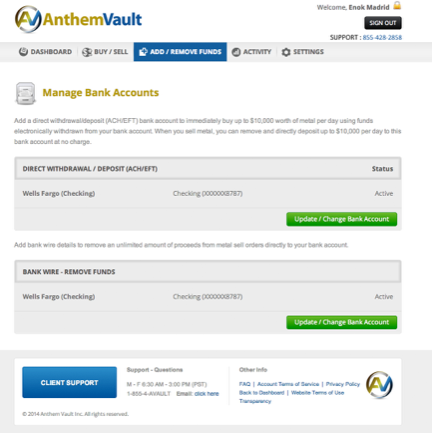 AnthemVault
Welcome, Enok Madrid
SIGN OUT
SUPPORT : 855-428-2858
DASHBOARD
BUY / SELL
ADD / REMOVE FUNDS
ACTIVITY
SETTINGS
Manage Bank Accounts
Add a direct withdrawal/deposit (ACH/EFT) bank account to immediately buy up to $10,000 worth of metal per day using funds
electronically withdrawn from your bank account. When you sell metal, you can remove and directly deposit up to $10,000 per day to this
bank account at no charge.
DIRECT WITHDRAWAL / DEPOSIT (ACH/EFT) Status
Wells Fargo (Checking) Checking (XXXXXX8787) Active
Update / Change Bank Account
Add bank wire details to remove an unlimited amount of proceeds from metal sell orders directly to your bank account.
BANK WIRE - REMOVE FUNDS
Wells Fargo (Checking) Checking (XXXXXX8787) Active
Update / Change Bank Account
CLIENT SUPPORT
Support - Questions
M - F 6:30 AM - 3:00 PM (PST)
1-855-4-AVAULT Email: click here
Other Info
FAQ | Account Terms of Service | Privacy Policy
Back to Dashboard | Website Terms of Use
Transparency
© 2014 Anthem Vault Inc. All rights reserved.